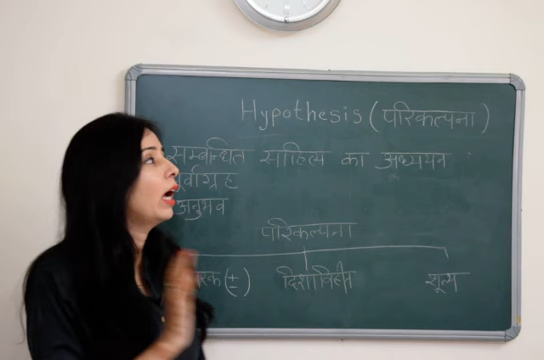 Hypothesis (परिकल्पना)
सम्बन्धित साहित्य का अध्ययन
अनुभव
परिकल्पना
(±) दिशाविहीन शून्य